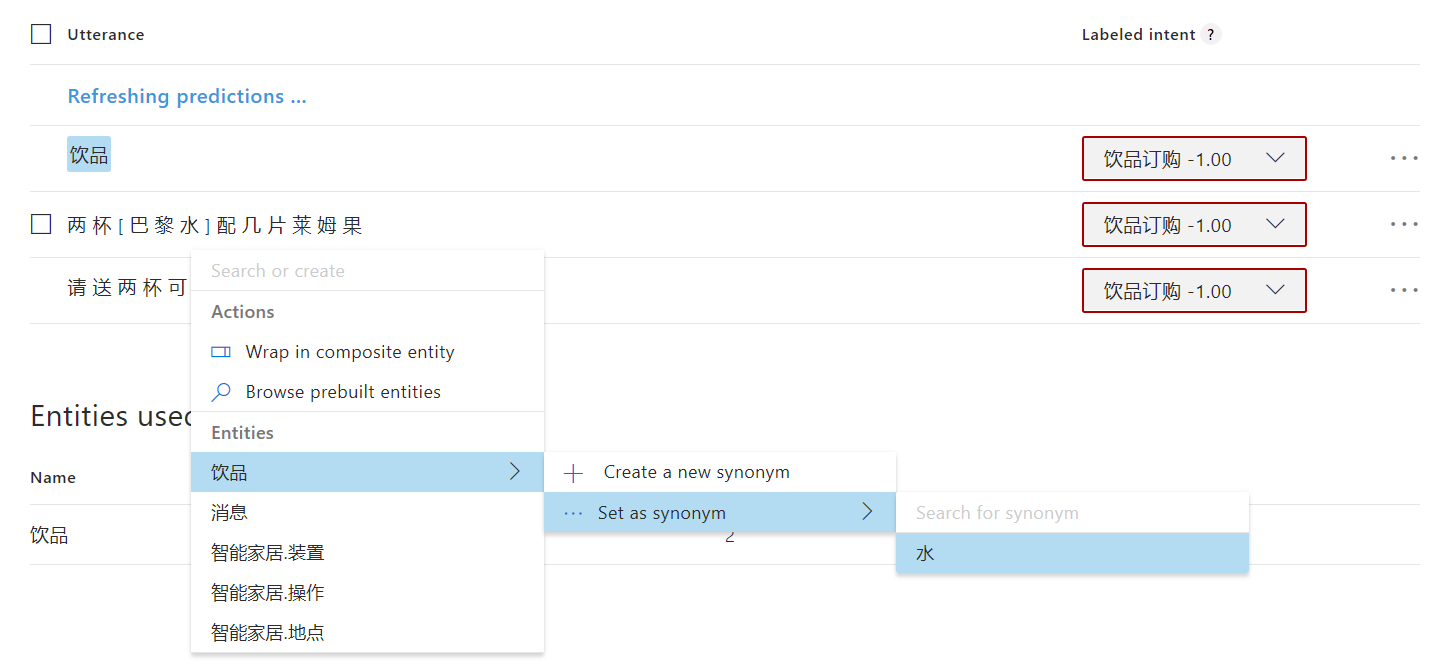 Utterance Labeled intent ?
Refreshing predictions ...
饮品 饮品订购 -1.00
两 杯 [ 巴 黎 水 ] 配 几 片 莱 姆 果 饮品订购 -1.00
请 送 两 杯 可 饮品订购 -1.00
Search or create
Actions
Wrap in composite entity
Browse prebuilt entities
Entities used
Entities
Name
饮品
Create a new synonym
消息
Set as synonym
Search for synonym
饮品
2
智能家居.装置
水
智能家居.操作
智能家居.地点